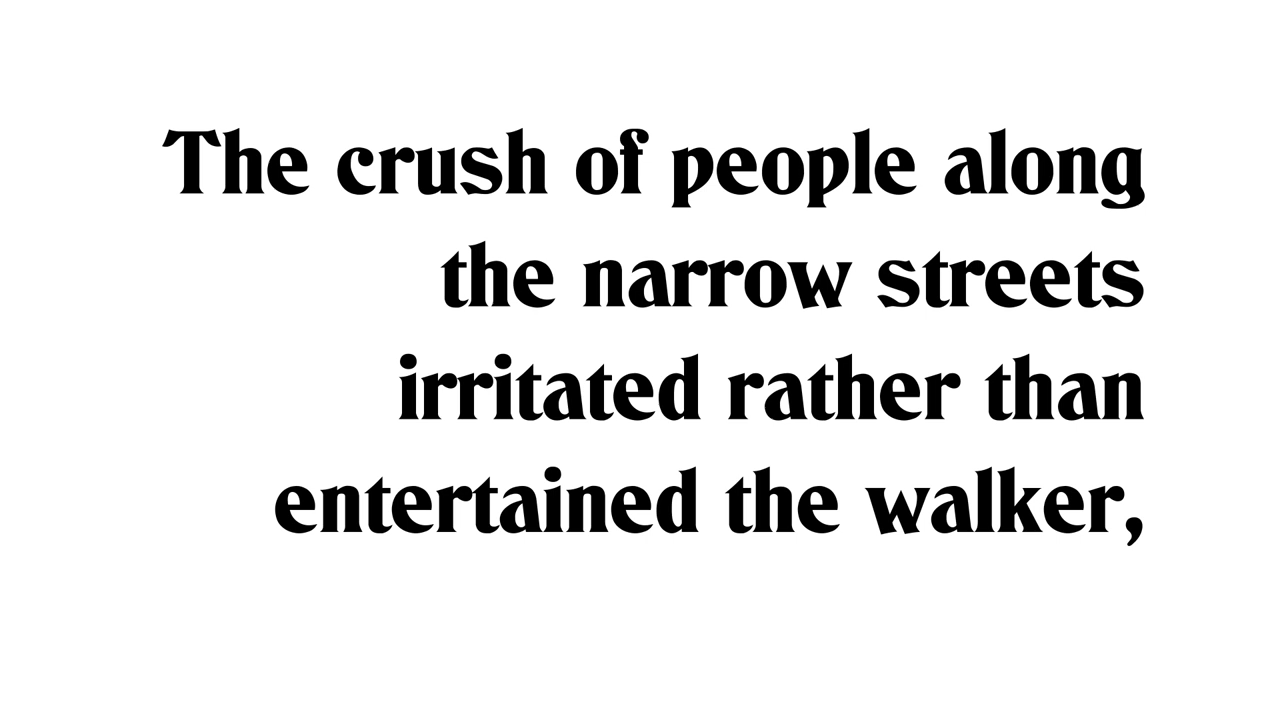 The crush of people along
the narrow streets
irritated rather than
entertained the walker,